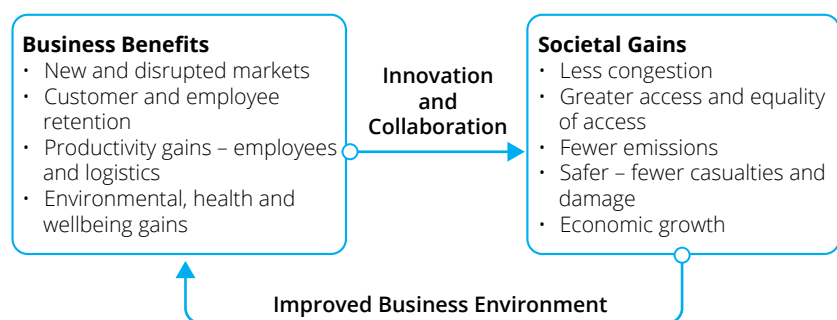 Business Benefits
· New and disrupted markets
· Customer and employee
retention
· Productivity gains – employees
and logistics
· Environmental, health and
wellbeing gains
Innovation
and
Collaboration
Societal Gains
· Less congestion
· Greater access and equality
of access
· Fewer emissions
· Safer – fewer casualties and
damage
· Economic growth
Improved Business Environment